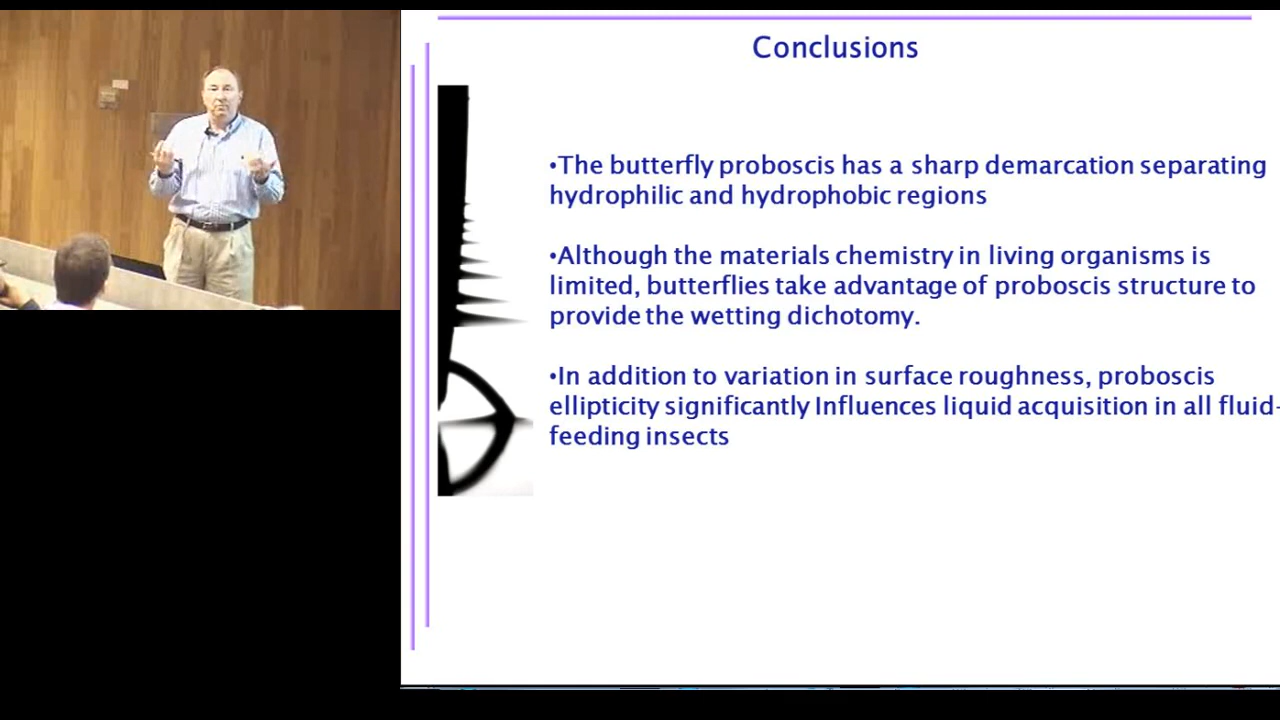 Conclusions
•The butterfly proboscis has a sharp demarcation separating
hydrophilic and hydrophobic regions
•Although the materials chemistry in living organisms is
limited, butterflies take advantage of proboscis structure to
provide the wetting dichotomy.
•In addition to variation in surface roughness, proboscis
ellipticity significantly Influences liquid acquisition in all fluid-
feeding insects